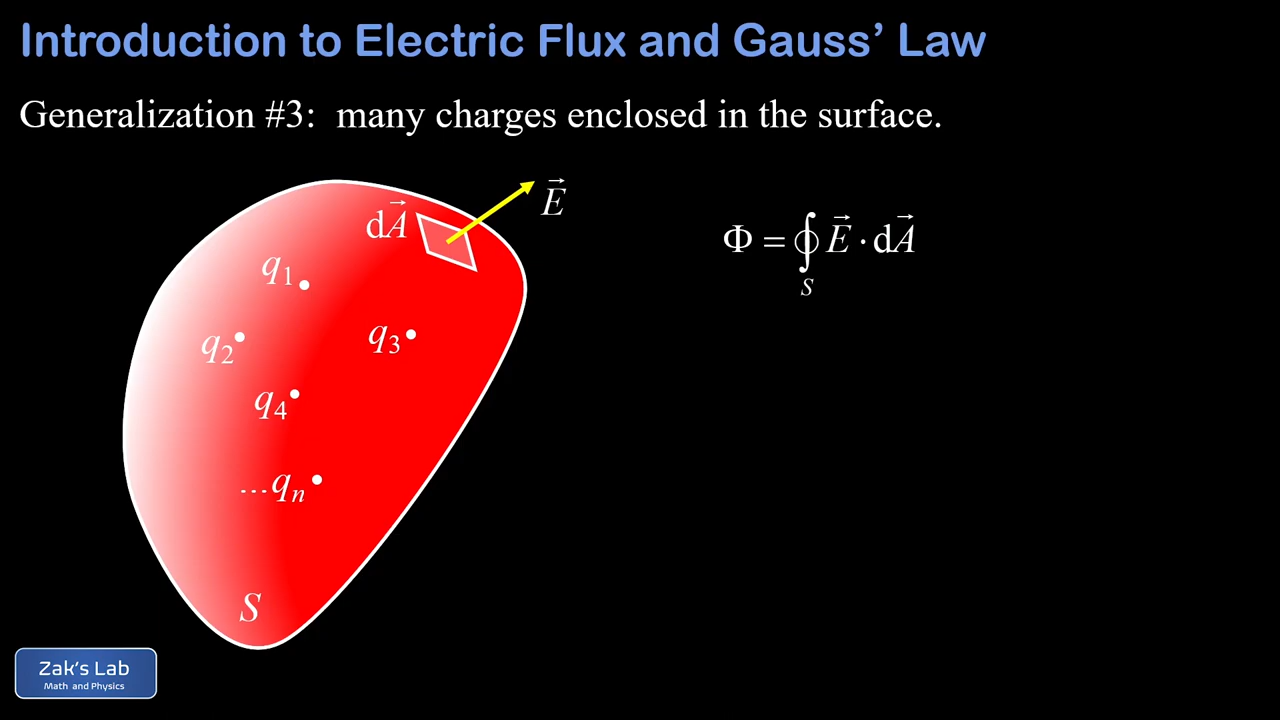 Introduction to Electric Flux and Gauss’ Law
Generalization #3: many charges enclosed in the surface.
dA⃗
E⃗
Φ = ∮ E⃗ · dA⃗
S
q₁
q₂
q₃
q₄
...qₙ
S
Zak's Lab
Math and Physics